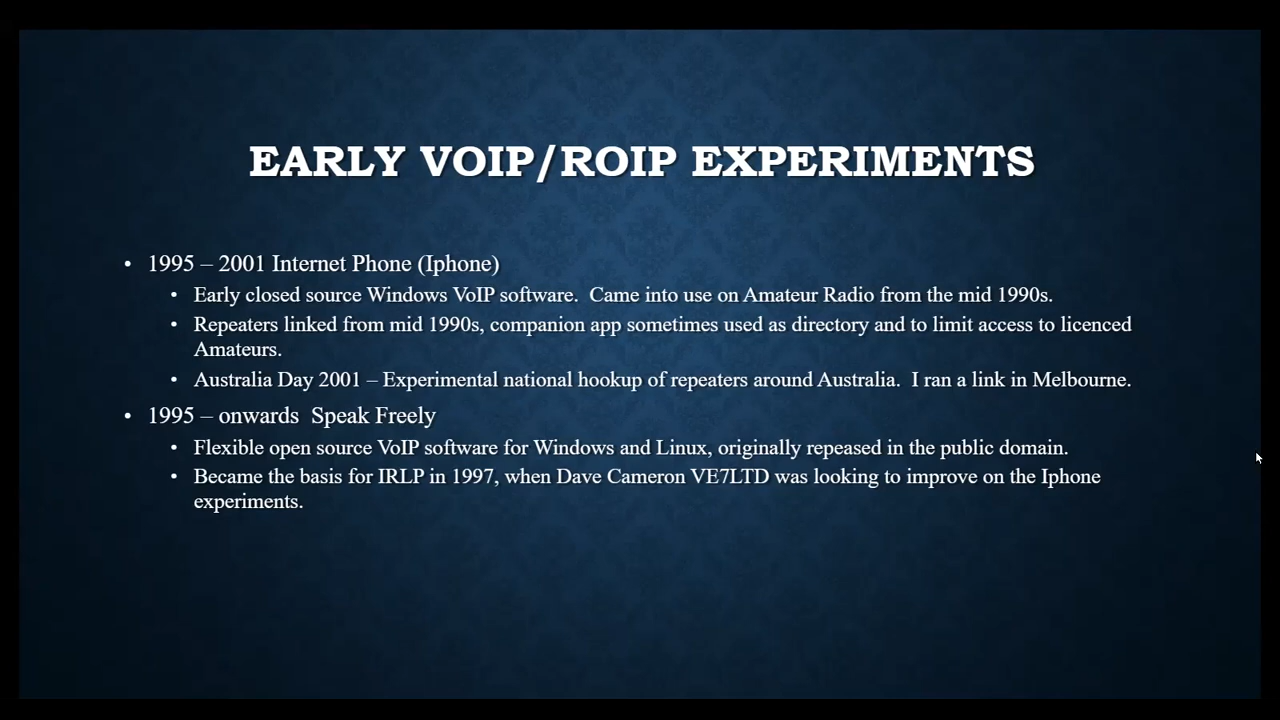 EARLY VOIP/ROIP EXPERIMENTS
• 1995 – 2001 Internet Phone (Iphone)
• Early closed source Windows VoIP software.  Came into use on Amateur Radio from the mid 1990s.
• Repeaters linked from mid 1990s, companion app sometimes used as directory and to limit access to licenced
Amateurs.
• Australia Day 2001 – Experimental national hookup of repeaters around Australia.  I ran a link in Melbourne.
• 1995 – onwards  Speak Freely
• Flexible open source VoIP software for Windows and Linux, originally repeased in the public domain.
• Became the basis for IRLP in 1997, when Dave Cameron VE7LTD was looking to improve on the Iphone
experiments.